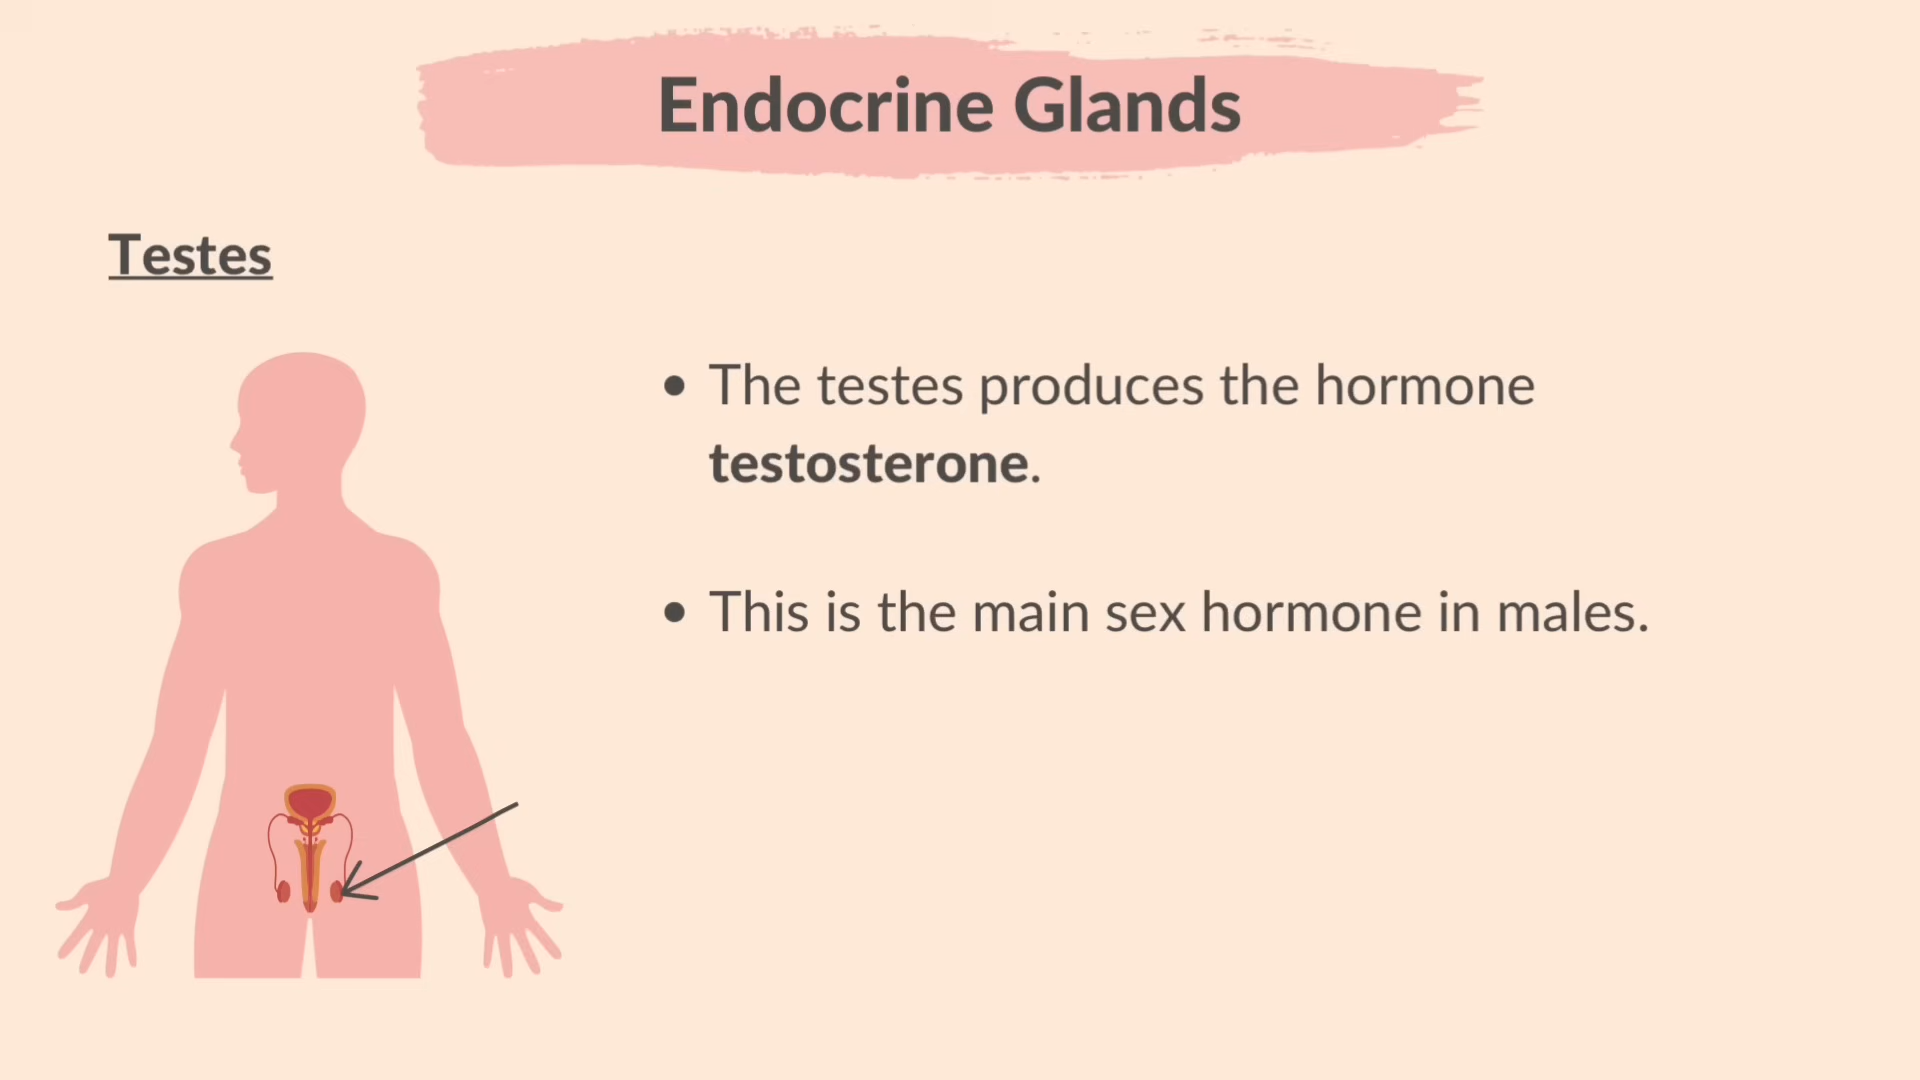 Endocrine Glands
Testes
• The testes produces the hormone
testosterone.
• This is the main sex hormone in males.